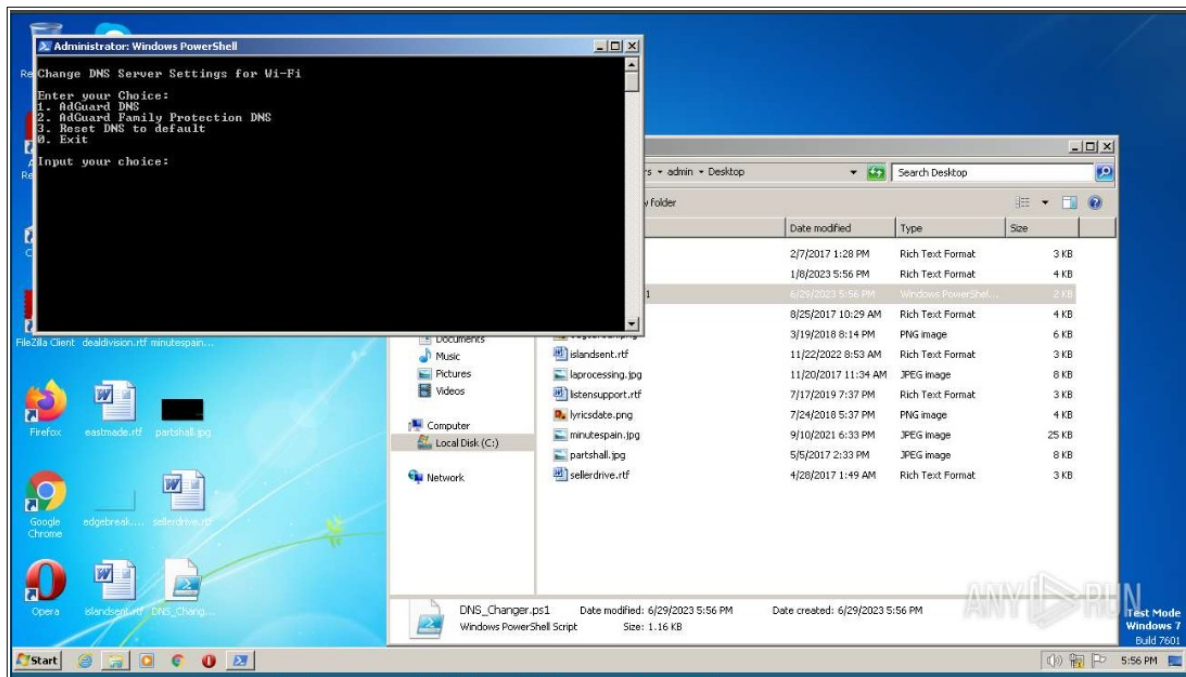 Administrator: Windows PowerShell
Change DNS Server Settings for Wi-Fi
Enter your Choice:
1. AdGuard DNS
2. AdGuard Family Protection DNS
3. Reset DNS to default
0. Exit
Input your choice:
admin
Desktop
Search Desktop
folder
Date modified
Type
Size
2/7/2017 1:28 PM
Rich Text Format
3 KB
1/8/2023 5:56 PM
Rich Text Format
4 KB
1
6/29/2023 5:56 PM
Windows PowerShel...
2 KB
8/25/2017 10:29 AM
Rich Text Format
4 KB
3/19/2018 8:14 PM
PNG image
6 KB
islandsent.rtf
11/22/2022 8:53 AM
Rich Text Format
3 KB
laprocessing.jpg
11/20/2017 11:34 AM
JPEG image
8 KB
listensupport.rtf
7/17/2019 7:37 PM
Rich Text Format
3 KB
lyricsdate.png
7/24/2018 5:37 PM
PNG image
4 KB
minutespain.jpg
9/10/2021 6:33 PM
JPEG image
25 KB
partshall.jpg
5/5/2017 2:33 PM
JPEG image
8 KB
sellerdrive.rtf
4/28/2017 1:49 AM
Rich Text Format
3 KB
Documents
Music
Pictures
Videos
Computer
Local Disk (C:)
Network
FileZilla Client
dealdivision.rtf
minutespain...
Firefox
eastmade.rtf
partshall.jpg
Google Chrome
edgebreak....
sellerdrive.rtf
Opera
islandsent.rtf
DNS_Chang...
DNS_Changer.ps1
Date modified: 6/29/2023 5:56 PM
Date created: 6/29/2023 5:56 PM
Windows PowerShell Script
Size: 1.16 KB
ANY RUN
Test Mode
Windows 7
Build 7601
Start
5:56 PM